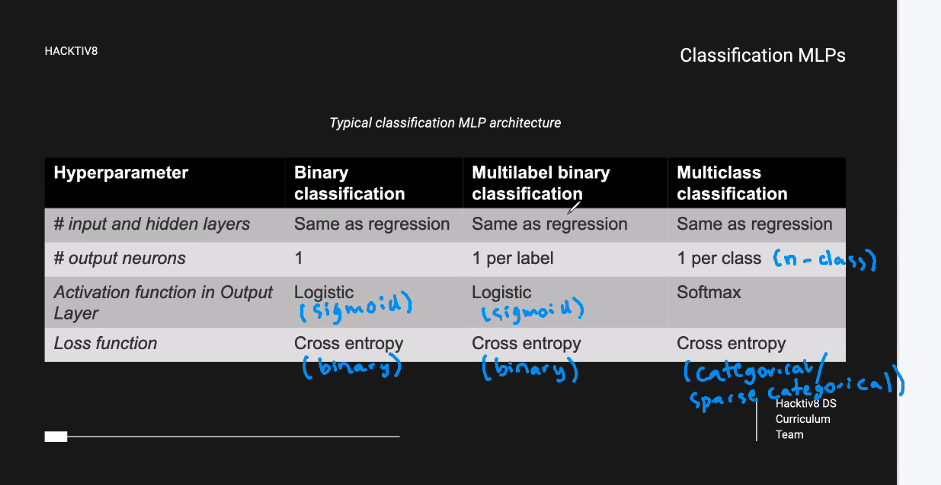 HACKTIV8
Classification MLPs
Typical classification MLP architecture
Hyperparameter Binary classification Multilabel binary classification Multiclass classification
# input and hidden layers Same as regression Same as regression Same as regression
# output neurons 1 1 per label 1 per class (n-class)
Activation function in Output Layer Logistic (sigmoid) Logistic (sigmoid) Softmax
Loss function Cross entropy (binary) Cross entropy (binary) Cross entropy (categorical/ sparse categorical)
Hacktiv8 DS
Curriculum
Team